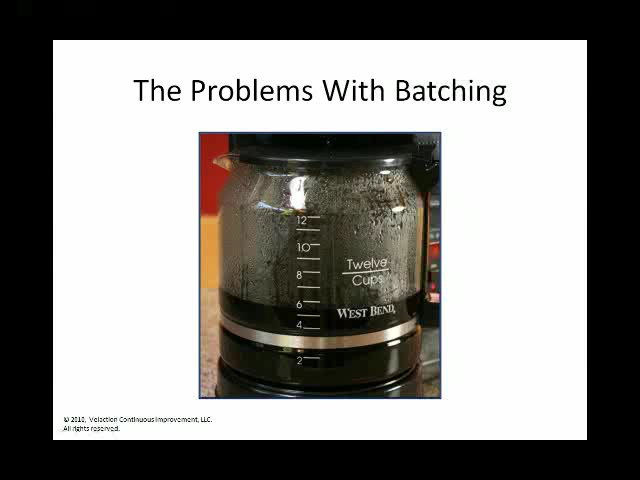 The Problems With Batching
12
10
Twelve
Cups
8
6
WEST BEND
4
2
© 2010, Velaction Continuous Improvement, LLC.
All rights reserved.